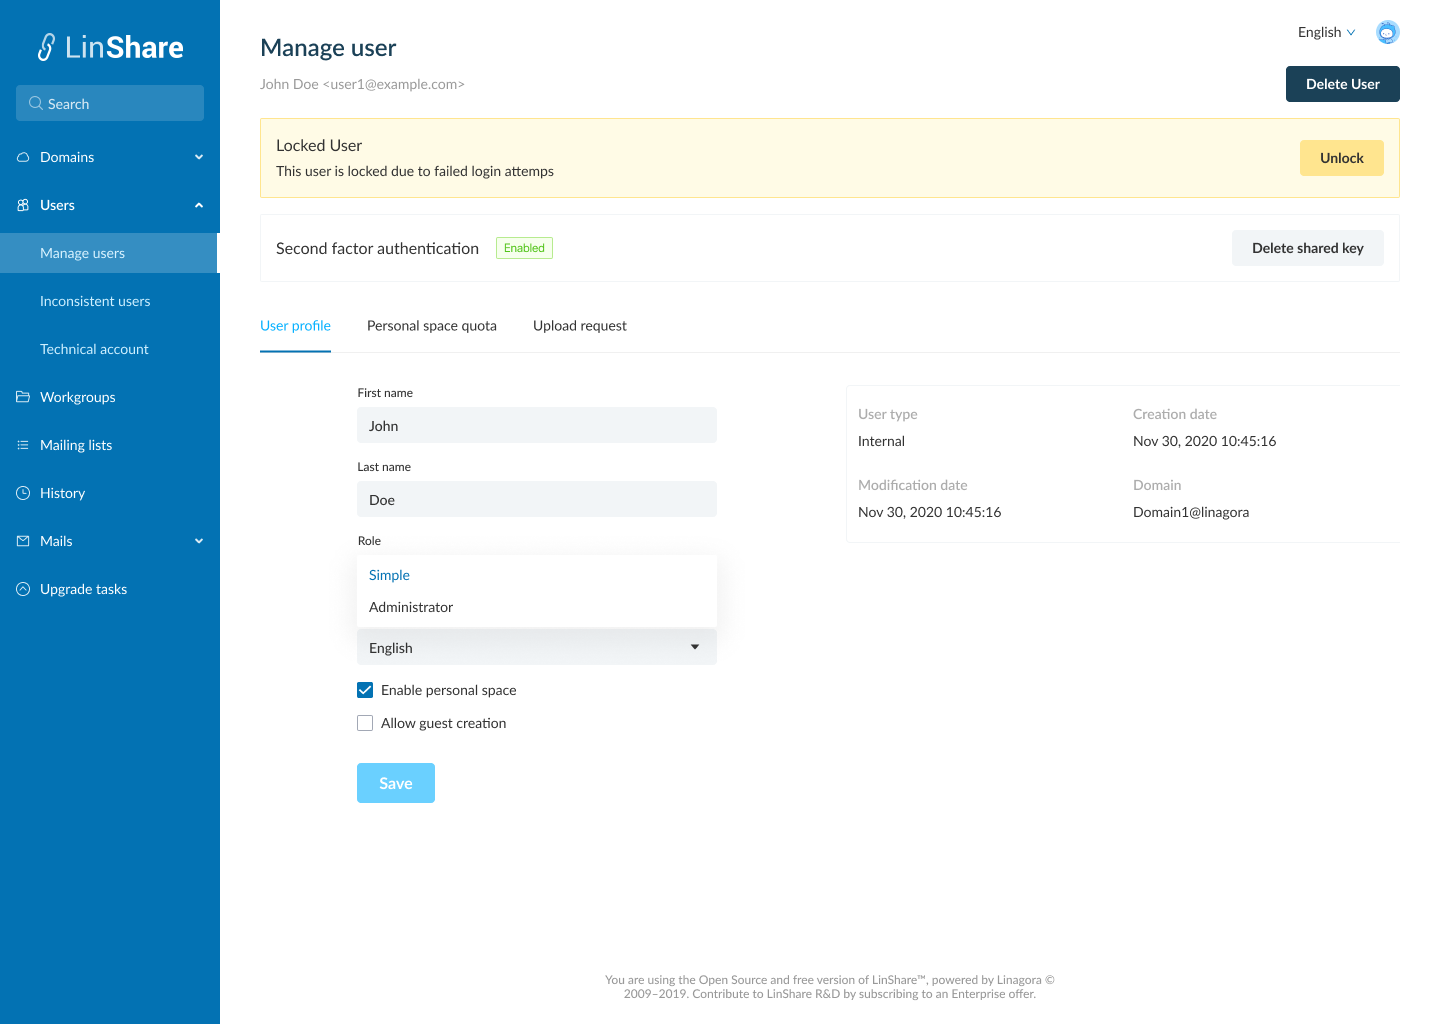 LinShare
Search
Domains
Users
Manage users
Inconsistent users
Technical account
Workgroups
Mailing lists
History
Mails
Upgrade tasks
English
Manage user
John Doe <user1@example.com>
Delete User
Locked User
This user is locked due to failed login attemps
Unlock
Second factor authentication
Enabled
Delete shared key
User profile
Personal space quota
Upload request
First name
John
Last name
Doe
Role
Simple
Administrator
English
Enable personal space
Allow guest creation
Save
User type
Creation date
Internal
Nov 30, 2020 10:45:16
Modification date
Domain
Nov 30, 2020 10:45:16
Domain1@linagora
You are using the Open Source and free version of LinShare™, powered by Linagora ©
2009–2019. Contribute to LinShare R&D by subscribing to an Enterprise offer.